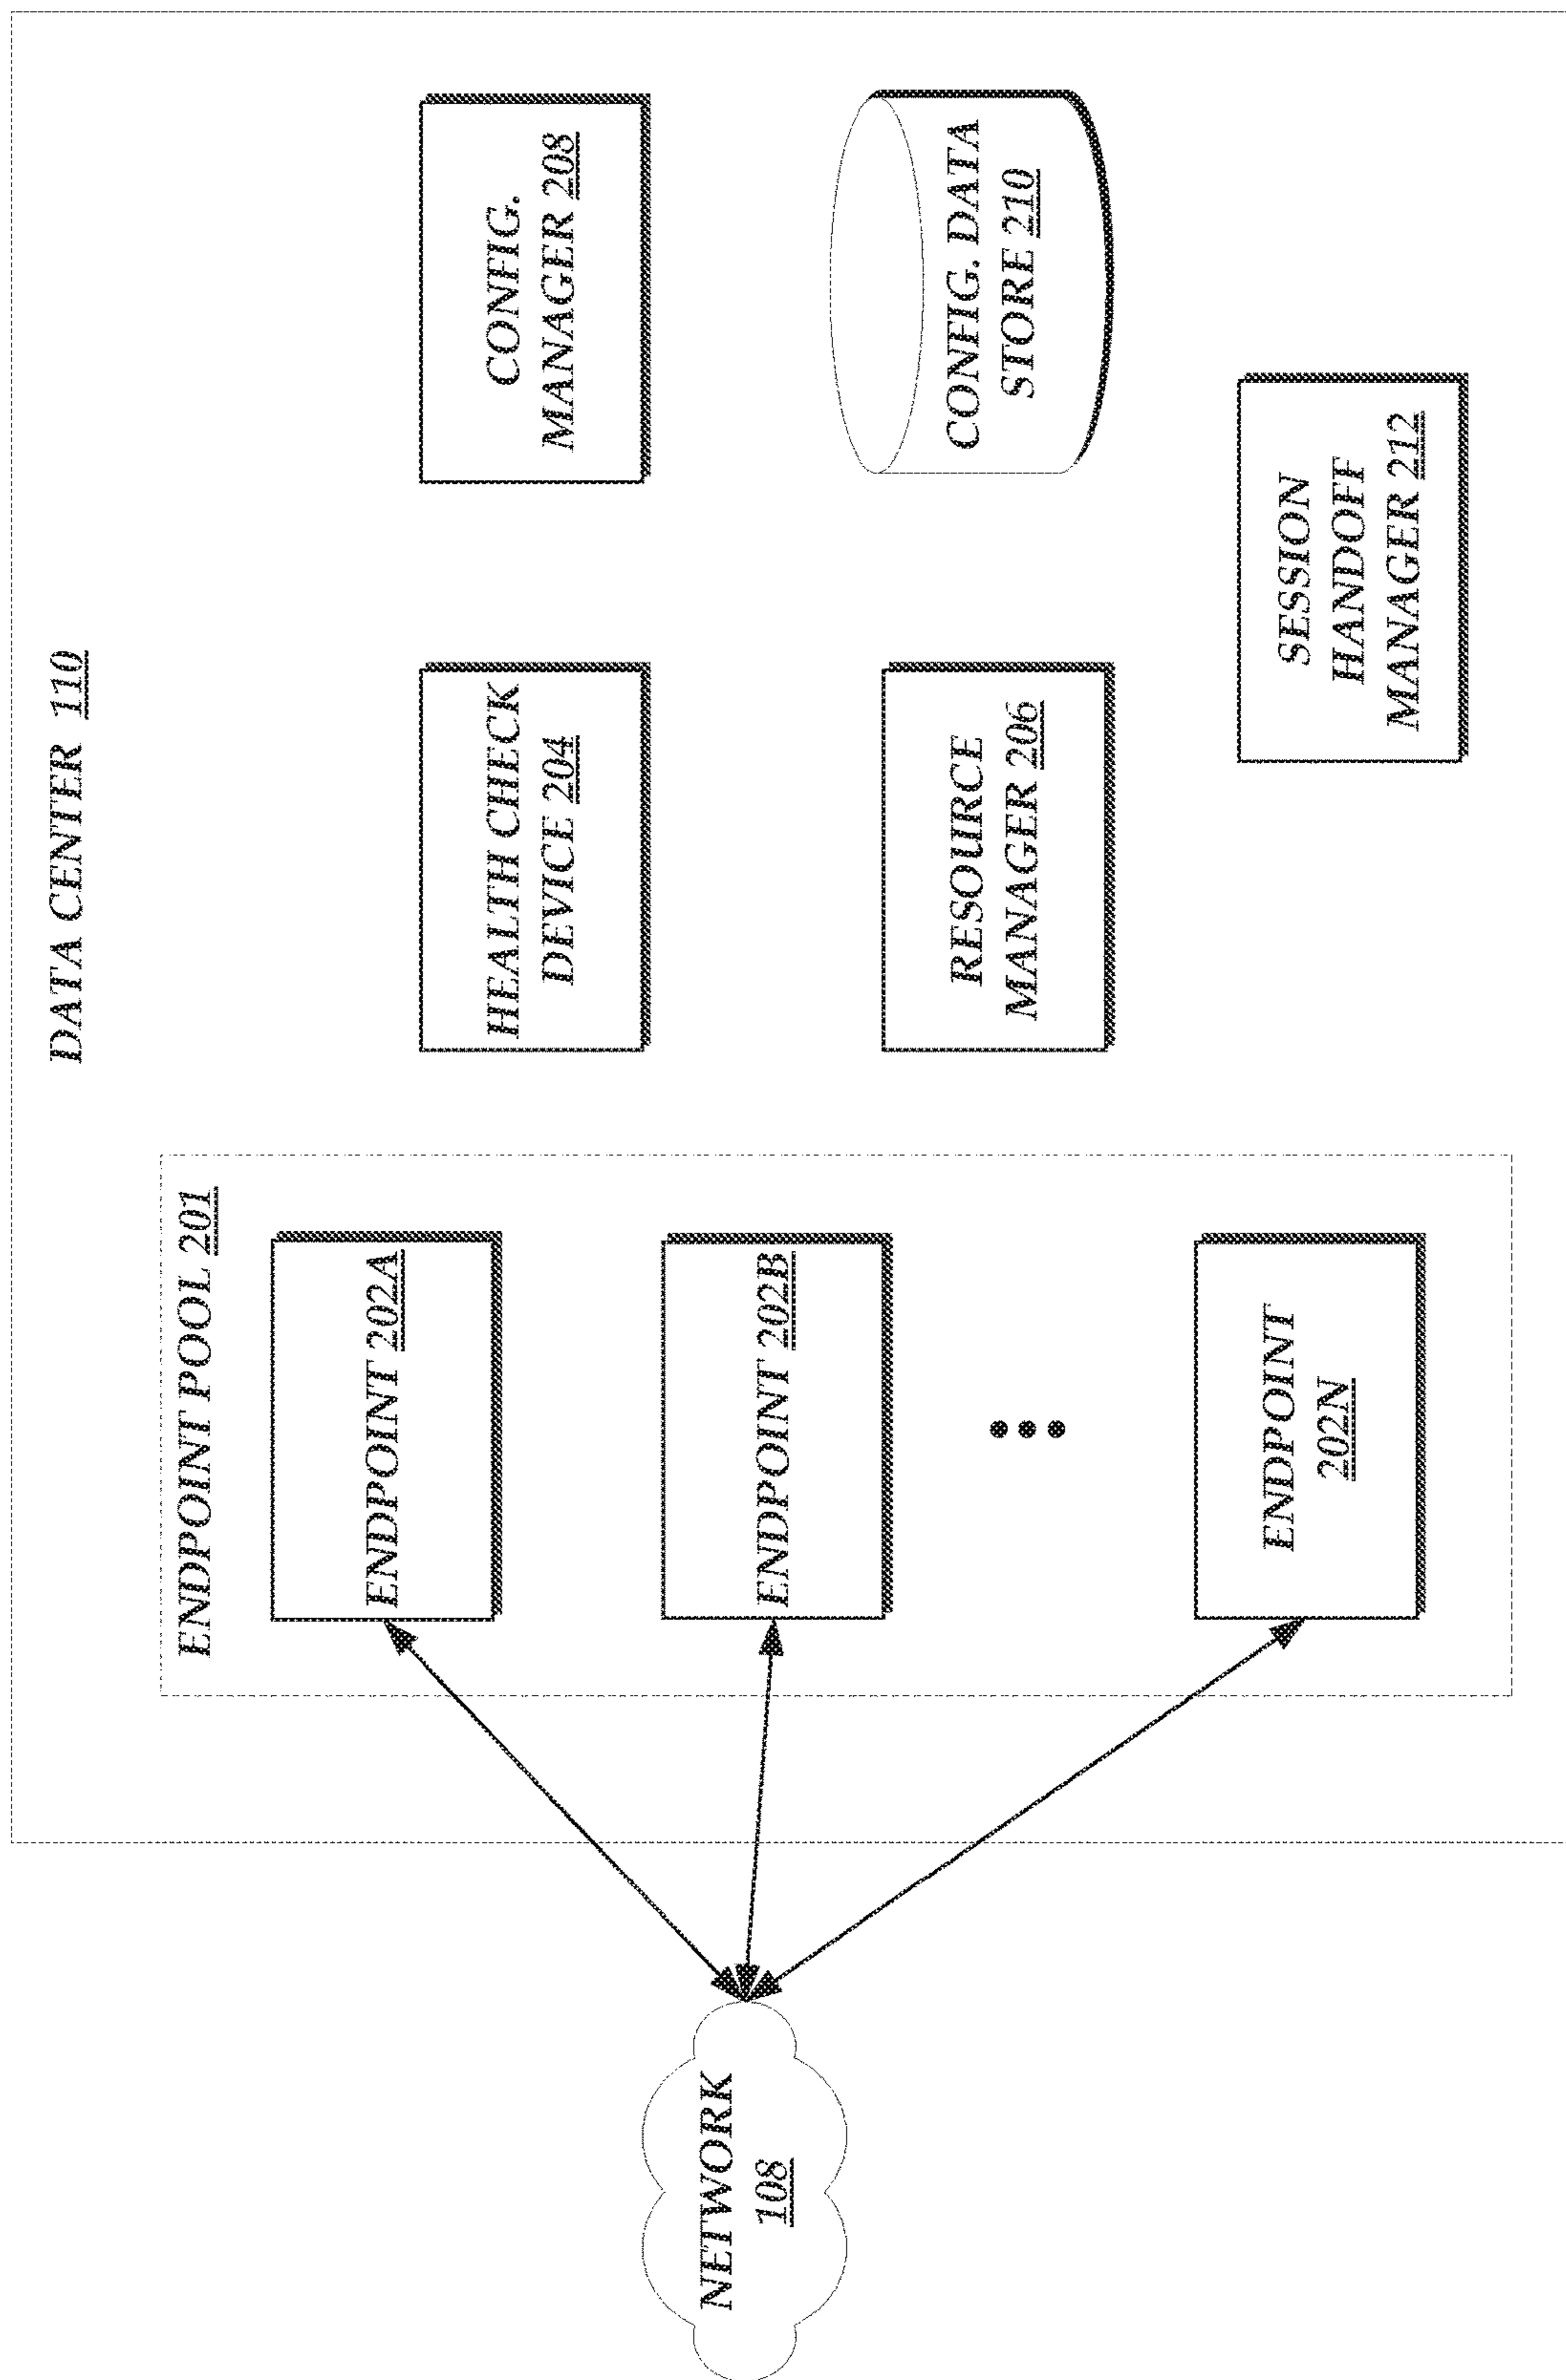 DATA CENTER 110
ENDPOINT POOL 201
ENDPOINT 202A
ENDPOINT 202B
ENDPOINT
202N
NETWORK
108
HEALTH CHECK
DEVICE 204
RESOURCE
MANAGER 206
CONFIG.
MANAGER 208
CONFIG. DATA
STORE 210
SESSION
HANDOFF
MANAGER 212